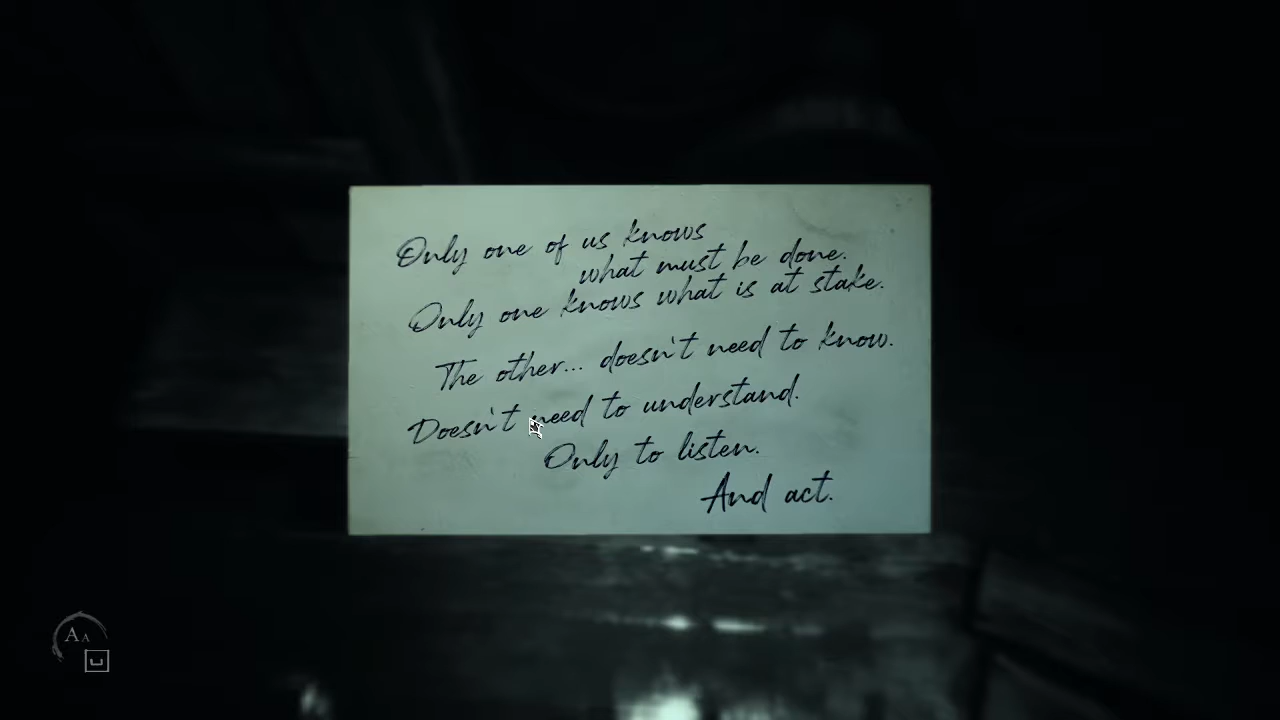 Only one of us knows
what must be done.
Only one knows what is at stake.
The other... doesn't need to know.
Doesn't need to understand.
Only to listen.
And act.
A A